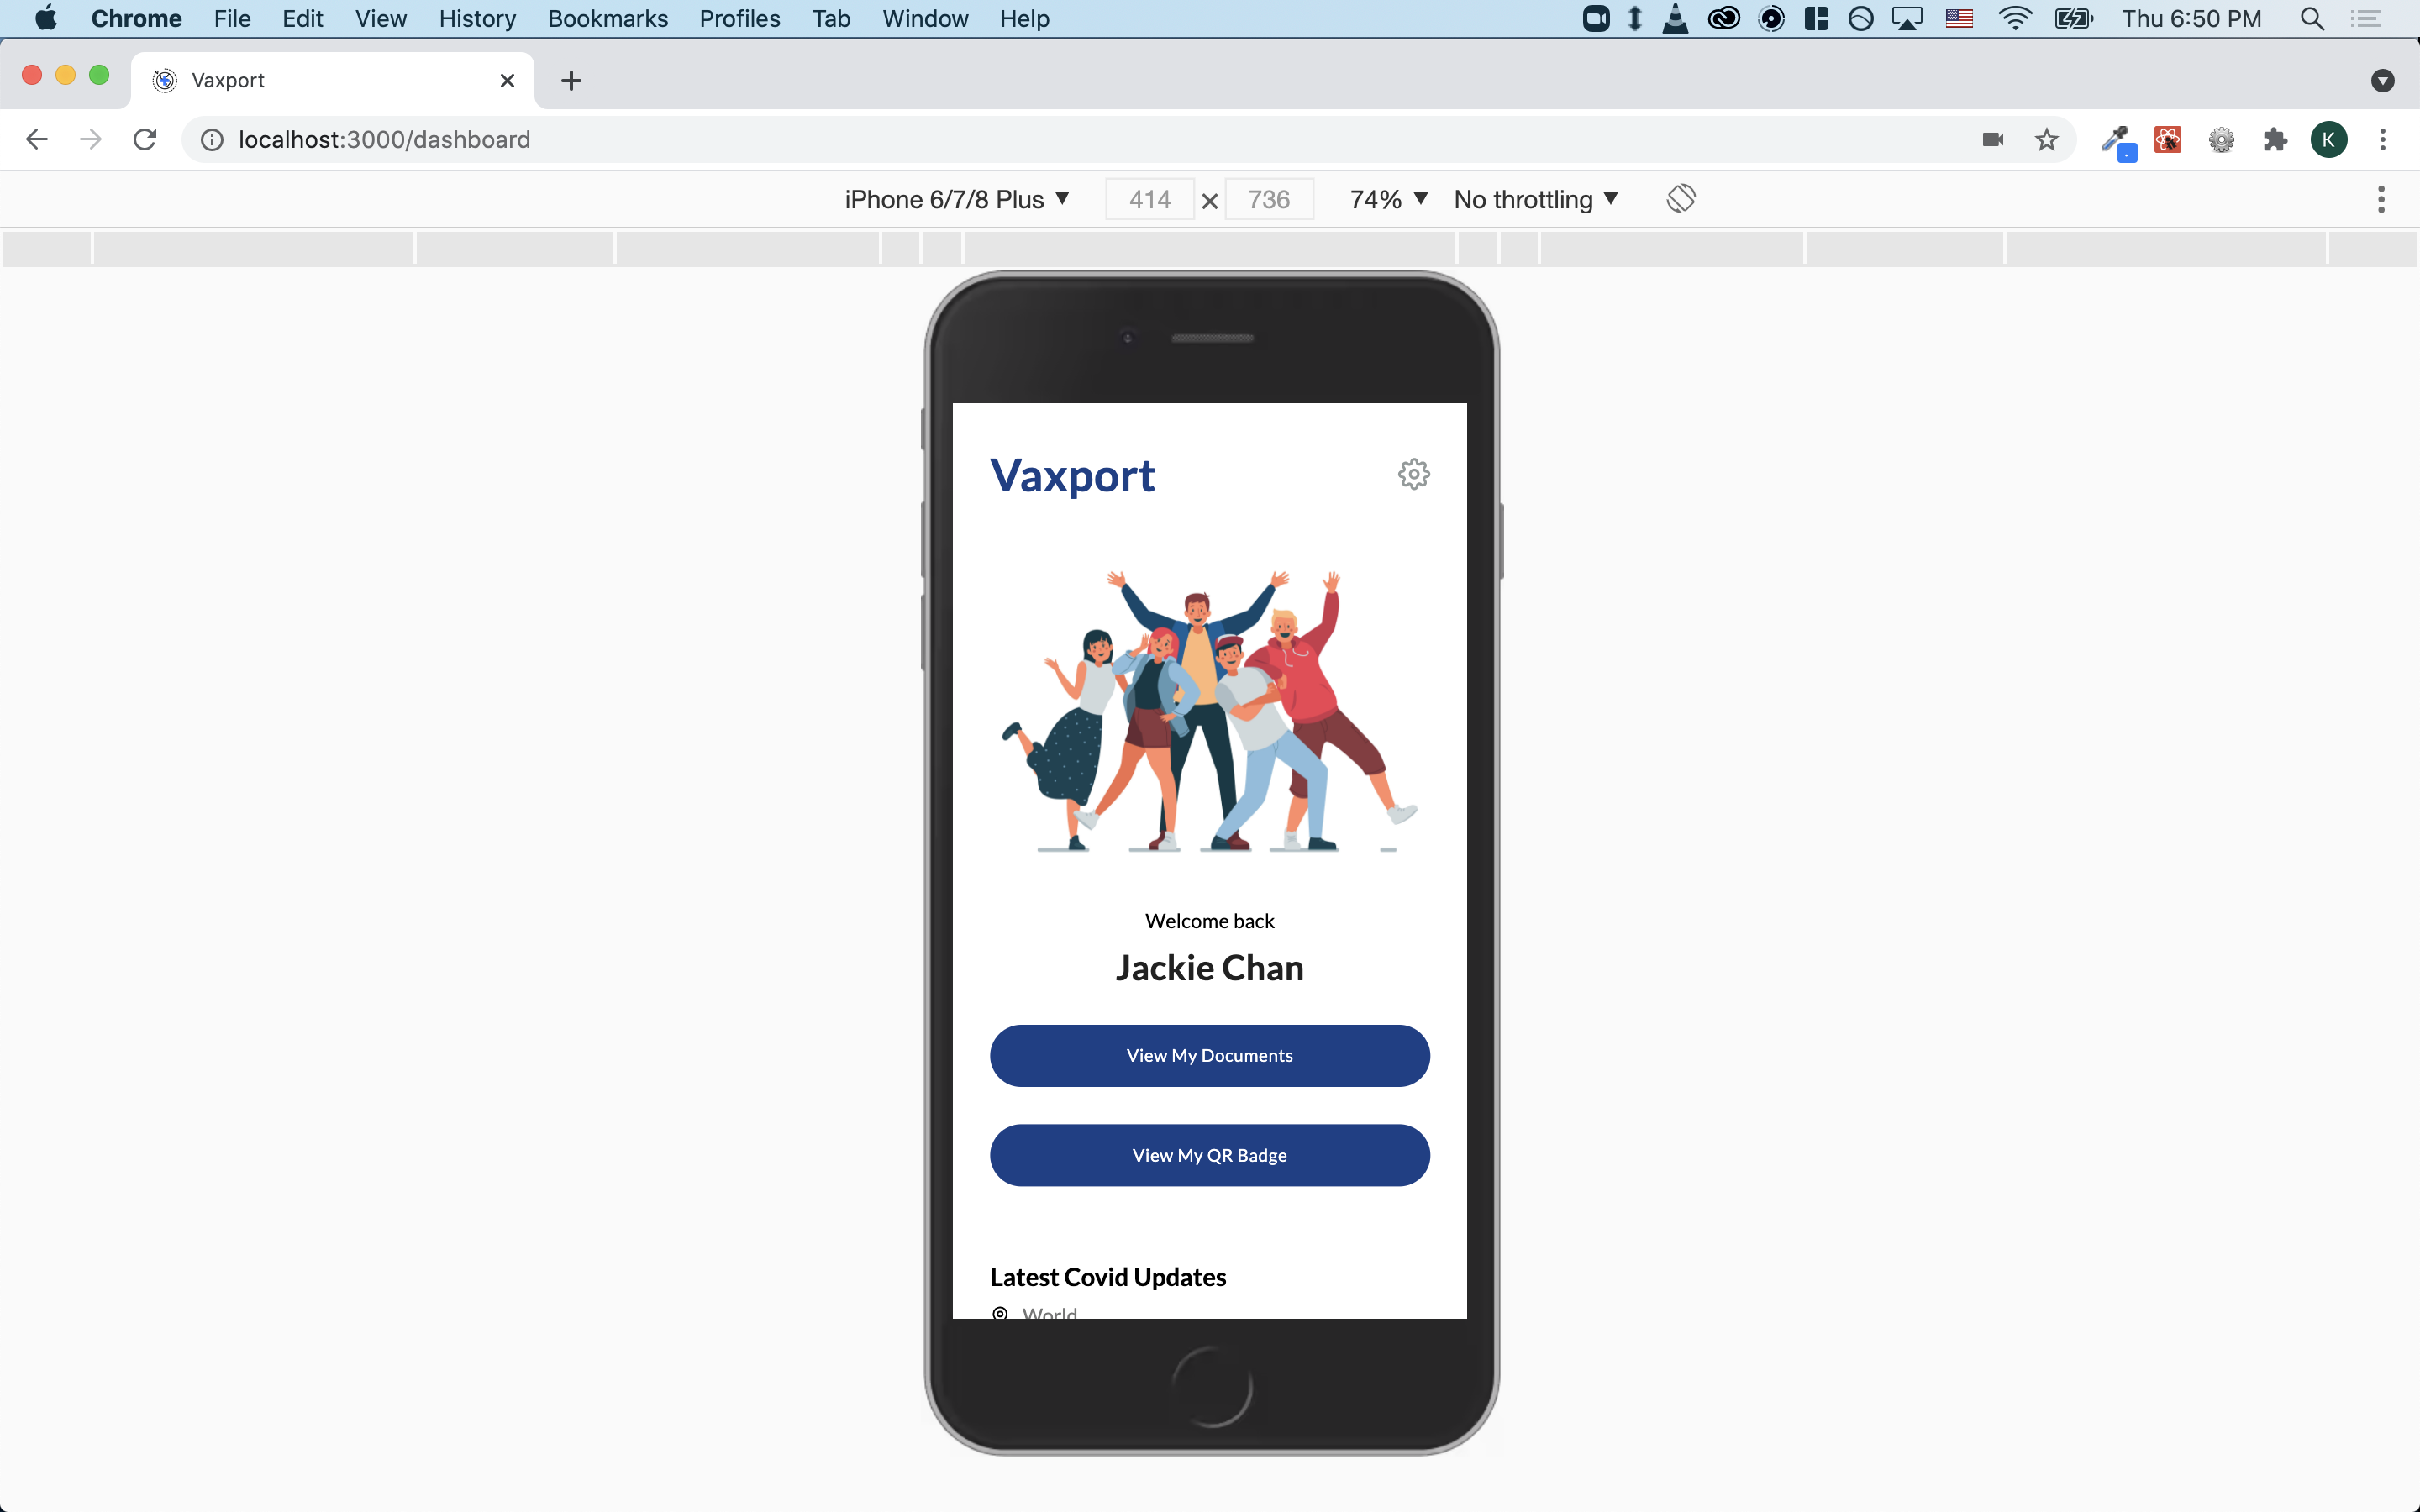 Chrome File Edit View History Bookmarks Profiles Tab Window Help Thu 6:50 PM
Vaxport
localhost:3000/dashboard K
iPhone 6/7/8 Plus ▼ 414 × 736 74% ▼ No throttling ▼
Vaxport
Welcome back
Jackie Chan
View My Documents
View My QR Badge
Latest Covid Updates
World